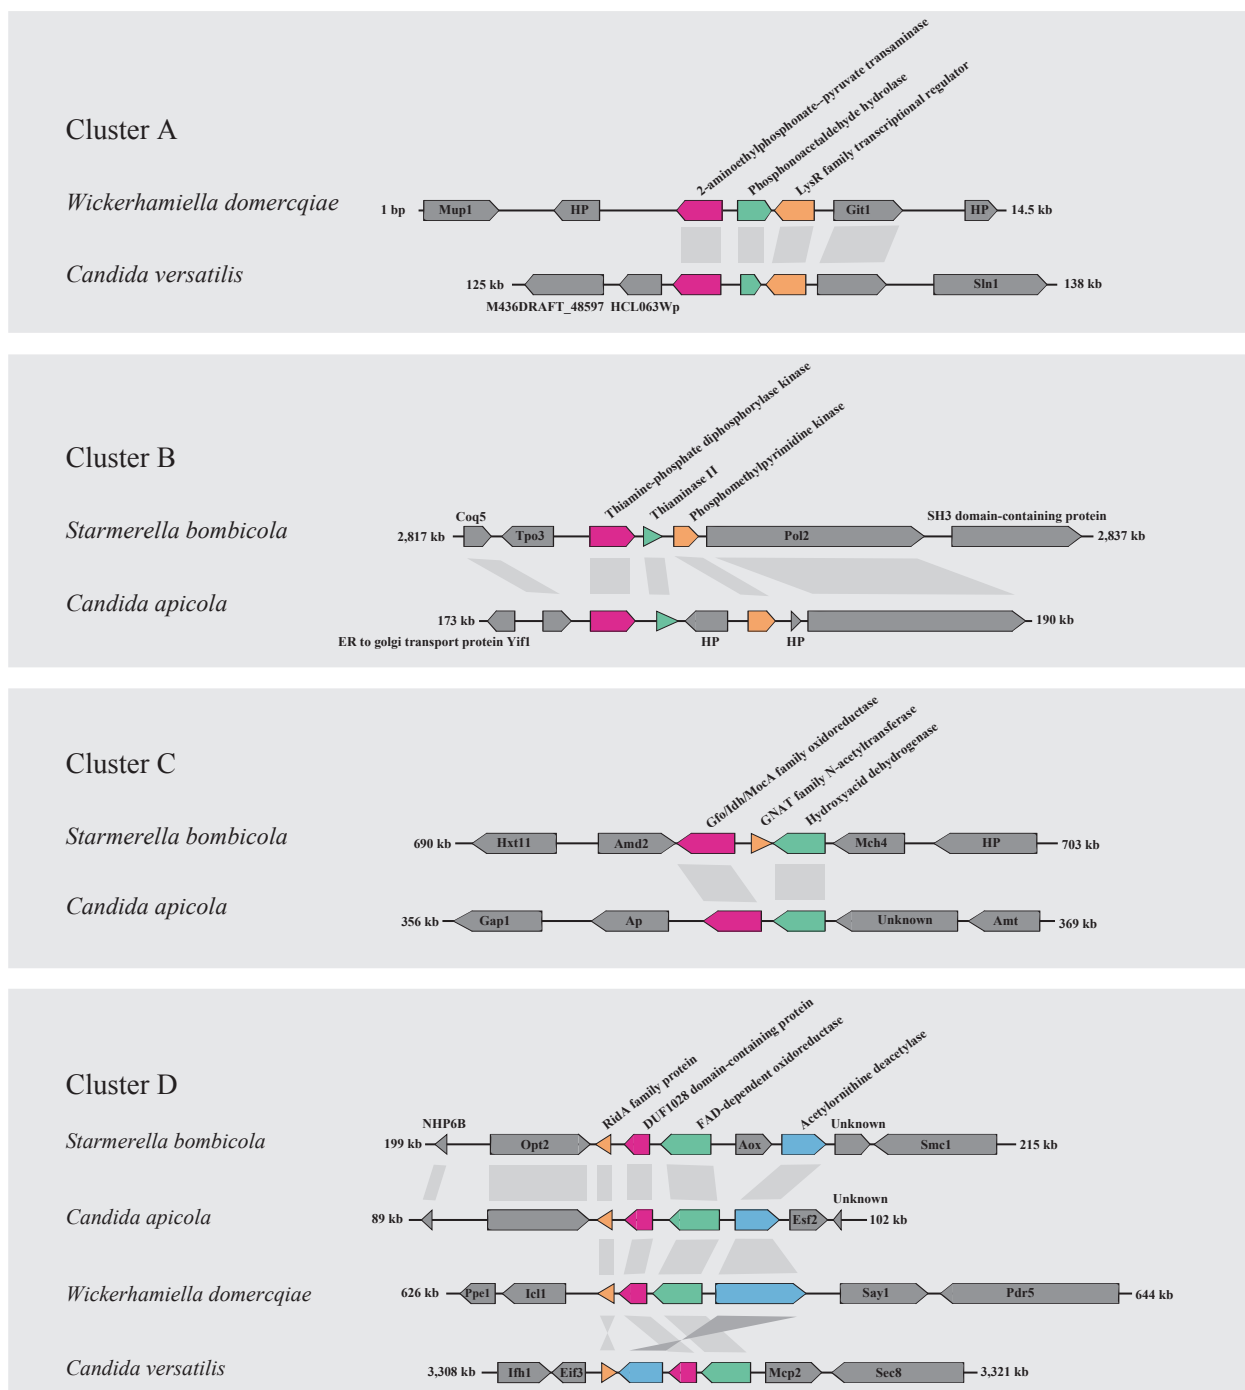 2-aminoethylphosphonate--pyruvate transaminase
Phosphonoacetaldehyde hydrolase
LysR family transcriptional regulator
Cluster A
Wickerhamiella domercqiae
1 bp
Mup1
HP
Git1
HP
14.5 kb
Candida versatilis
125 kb
Sln1
138 kb
M436DRAFT_48597
HCL063Wp
Thiamine-phosphate diphosphorylase kinase
Thiaminase II
Phosphomethylpyrimidine kinase
Cluster B
Starmerella bombicola
2,817 kb
Coq5
Tpo3
Pol2
SH3 domain-containing protein
2,837 kb
Candida apicola
173 kb
190 kb
ER to golgi transport protein Yif1
HP
HP
Gfo/Idh/MocA family oxidoreductase
GNAT family N-acetyltransferase
Hydroxyacid dehydrogenase
Cluster C
Starmerella bombicola
690 kb
Hxt11
Amd2
Mch4
HP
703 kb
Candida apicola
356 kb
Gap1
Ap
Unknown
Amt
369 kb
RidA family protein
DUF1028 domain-containing protein
FAD-dependent oxidoreductase
Acetylornithine deacetylase
Cluster D
Starmerella bombicola
199 kb
NHP6B
Opt2
Aox
Unknown
Smc1
215 kb
Candida apicola
89 kb
Esf2
Unknown
102 kb
Wickerhamiella domercqiae
626 kb
Ppe1
Icl1
Say1
Pdr5
644 kb
Candida versatilis
3,308 kb
Ifh1
Eif3
Mcp2
Sec8
3,321 kb